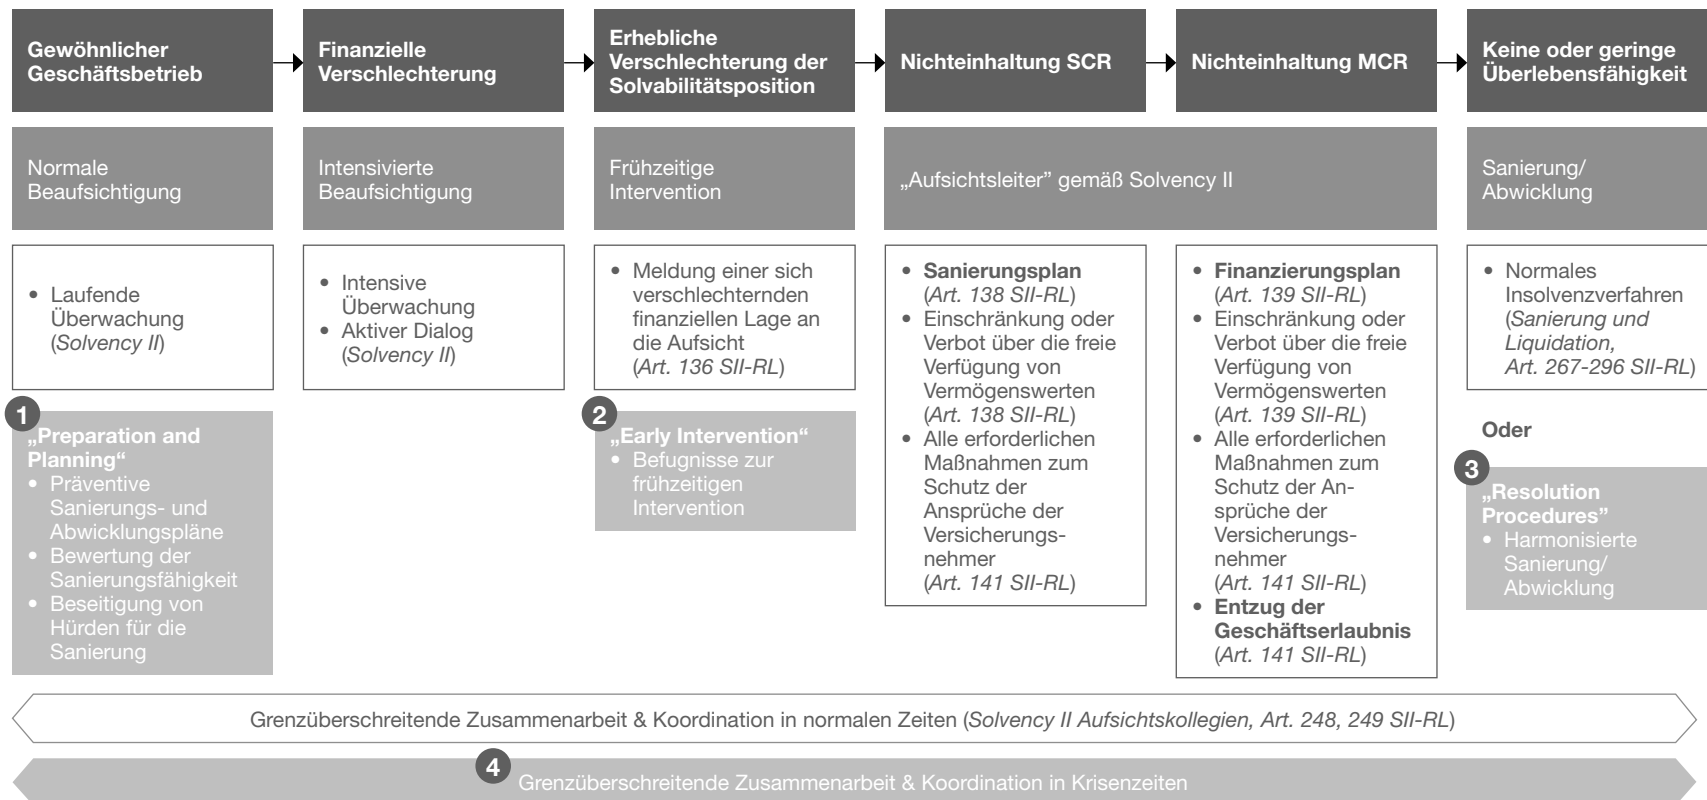 Gewöhnlicher
Geschäftsbetrieb
Finanzielle
Verschlechterung
Erhebliche
Verschlechterung der
Solvabilitätsposition
Nichteinhaltung SCR
Nichteinhaltung MCR
Keine oder geringe
Überlebensfähigkeit
Normale
Beaufsichtigung
Intensivierte
Beaufsichtigung
Frühzeitige
Intervention
„Aufsichtsleiter” gemäß Solvency II
Sanierung/
Abwicklung
• Laufende
Überwachung
(Solvency II)
• Intensive
Überwachung
• Aktiver Dialog
(Solvency II)
• Meldung einer sich
verschlechternden
finanziellen Lage an
die Aufsicht
(Art. 136 SII-RL)
• Sanierungsplan
(Art. 138 SII-RL)
• Einschränkung oder
Verbot über die freie
Verfügung von
Vermögenswerten
(Art. 138 SII-RL)
• Alle erforderlichen
Maßnahmen zum
Schutz der
Ansprüche der
Versicherungs-
nehmer
(Art. 141 SII-RL)
• Finanzierungsplan
(Art. 139 SII-RL)
• Einschränkung oder
Verbot über die freie
Verfügung von
Vermögenswerten
(Art. 139 SII-RL)
• Alle erforderlichen
Maßnahmen zum
Schutz der An-
sprüche der
Versicherungs-
nehmer
(Art. 141 SII-RL)
• Entzug der
Geschäftserlaubnis
(Art. 141 SII-RL)
• Normales
Insolvenzverfahren
(Sanierung und
Liquidation,
Art. 267-296 SII-RL)
1
„Preparation and
Planning“
• Präventive
Sanierungs- und
Abwicklungspläne
• Bewertung der
Sanierungsfähigkeit
• Beseitigung von
Hürden für die
Sanierung
2
„Early Intervention“
• Befugnisse zur
frühzeitigen
Intervention
Oder
3
„Resolution
Procedures”
• Harmonisierte
Sanierung/
Abwicklung
Grenzüberschreitende Zusammenarbeit & Koordination in normalen Zeiten (Solvency II Aufsichtskollegien, Art. 248, 249 SII-RL)
4
Grenzüberschreitende Zusammenarbeit & Koordination in Krisenzeiten